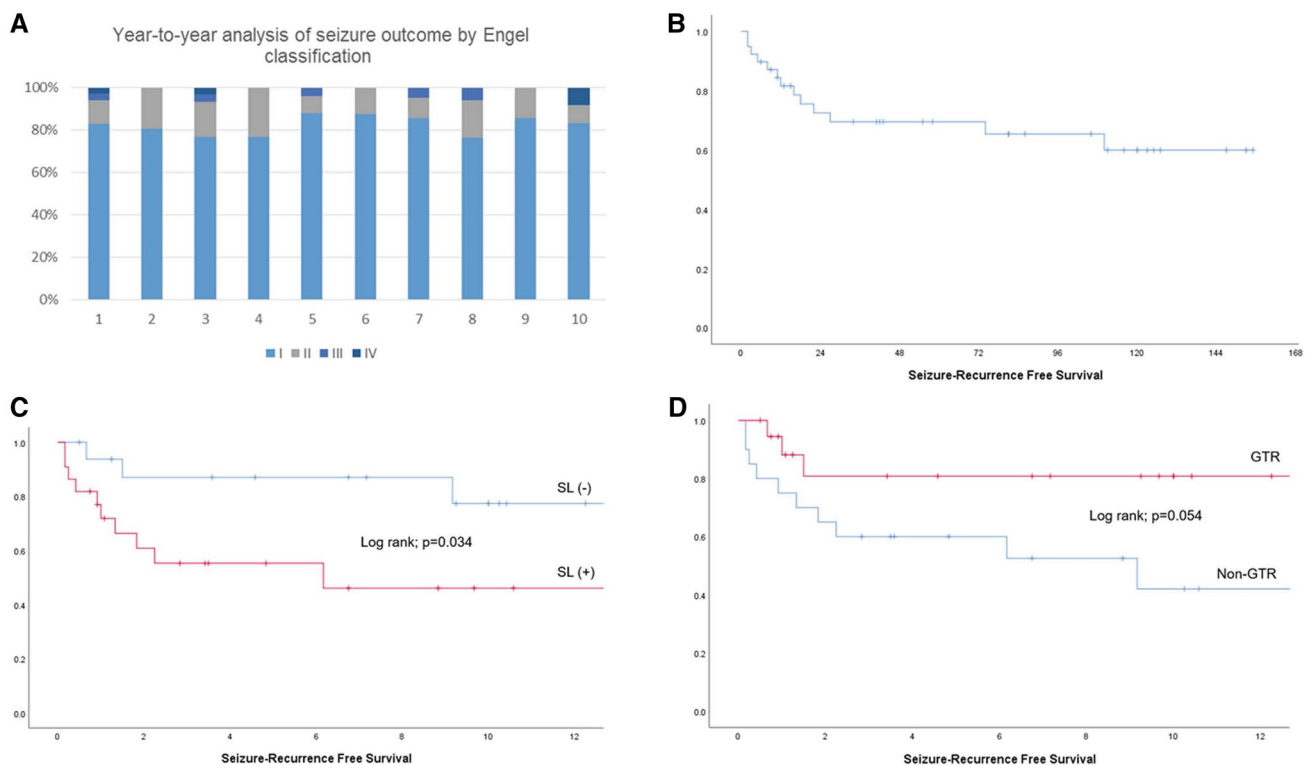 A
Year-to-year analysis of seizure outcome by Engel
classification
100%
80%
60%
40%
20%
0%
1 2 3 4 5 6 7 8 9 10
I II III IV
B
1.0
0.8
0.6
0.4
0.2
0.0
0 24 48 72 96 120 144 168
Seizure-Recurrence Free Survival
C
1.0
0.8
0.6
0.4
0.2
0.0
SL (-)
Log rank; p=0.034
SL (+)
0 2 4 6 8 10 12
Seizure-Recurrence Free Survival
D
1.0
0.8
0.6
0.4
0.2
0.0
GTR
Log rank; p=0.054
Non-GTR
0 2 4 6 8 10 12
Seizure-Recurrence Free Survival